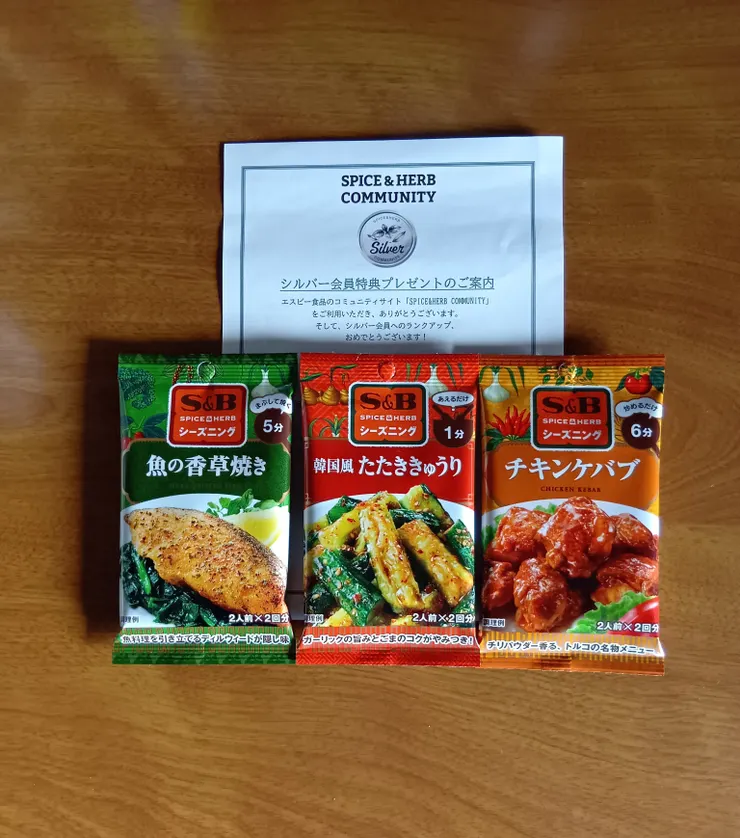 SPICE & HERB
COMMUNITY
SPICE&HERB
Silver
COMMUNITY
シルバー会員特典プレゼントのご案内
エスビー食品のコミュニティサイト「SPICE&HERB COMMUNITY」
をご利用いただき、ありがとうございます。
そして、シルバー会員へのランクアップ、
おめでとうございます!
S&B
SPICE & HERB
シーズニング
まぶして焼く
5分
魚の香草焼き
調理例
2人前×2回分
魚料理を引き立てるディルウィードが隠し味
S&B
SPICE & HERB
シーズニング
あえるだけ
1分
韓国風 たたききゅうり
調理例
2人前×2回分
ガーリックの旨みとごまのコクがやみつき!
S&B
SPICE & HERB
シーズニング
炒めるだけ
6分
チキンケバブ
CHICKEN KEBAB
調理例
2人前×2回分
チリパウダー香る、トルコの名物メニュー